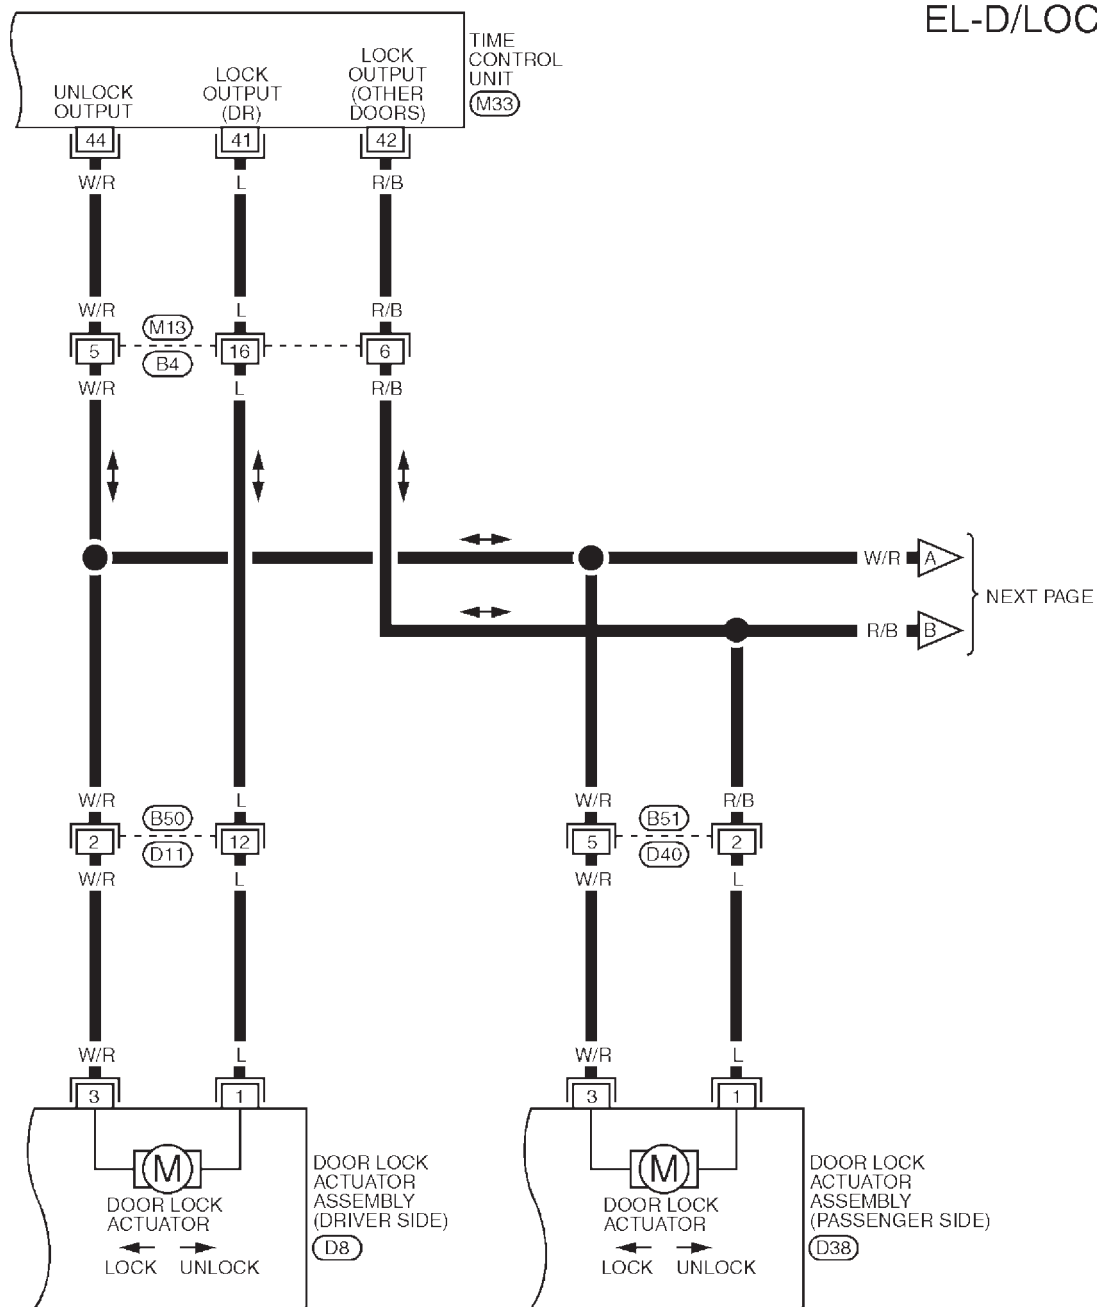 EL-D/LOC
TIME
CONTROL
UNIT
M33
UNLOCK
OUTPUT
LOCK
OUTPUT
(DR)
LOCK
OUTPUT
(OTHER
DOORS)
44 41 42
W/R L R/B
W/R L R/B
M13
5 16 6
B4
W/R L R/B
W/R A
NEXT PAGE
R/B B
W/R L W/R R/B
B50 B51
2 12 5 2
D11 D40
W/R L W/R L
W/R L W/R L
3 1 3 1
M
DOOR LOCK
ACTUATOR
LOCK UNLOCK
DOOR LOCK
ACTUATOR
ASSEMBLY
(DRIVER SIDE)
D8
M
DOOR LOCK
ACTUATOR
LOCK UNLOCK
DOOR LOCK
ACTUATOR
ASSEMBLY
(PASSENGER SIDE)
D38